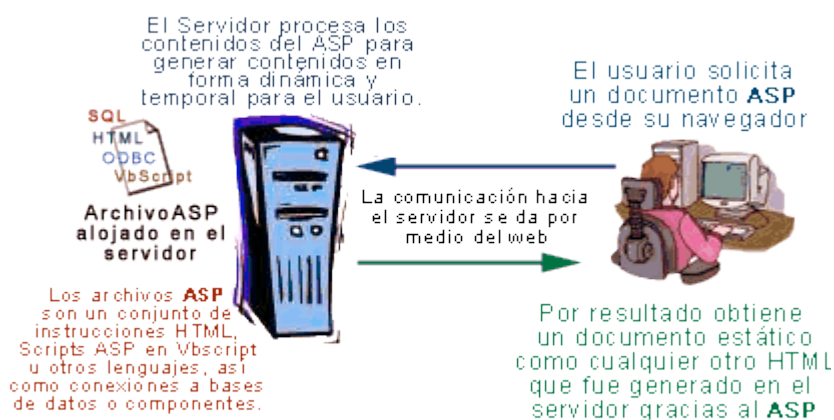 El Servidor procesa los
contenidos del ASP para
generar contenidos en
forma dinámica y
temporal para el usuario.
SQL
HTML
ODBC
VbScript
Archivo ASP
alojado en el
servidor
Los archivos ASP
son un conjunto de
instrucciones HTML,
Scripts ASP en Vbscript
u otros lenguajes, así
como conexiones a bases
de datos o componentes.
La comunicación hacia
el servidor se da por
medio del web
El usuario solicita
un documento ASP
desde su navegador
Por resultado obtiene
un documento estático
como cualquier otro HTML
que fue generado en el
servidor gracias al ASP